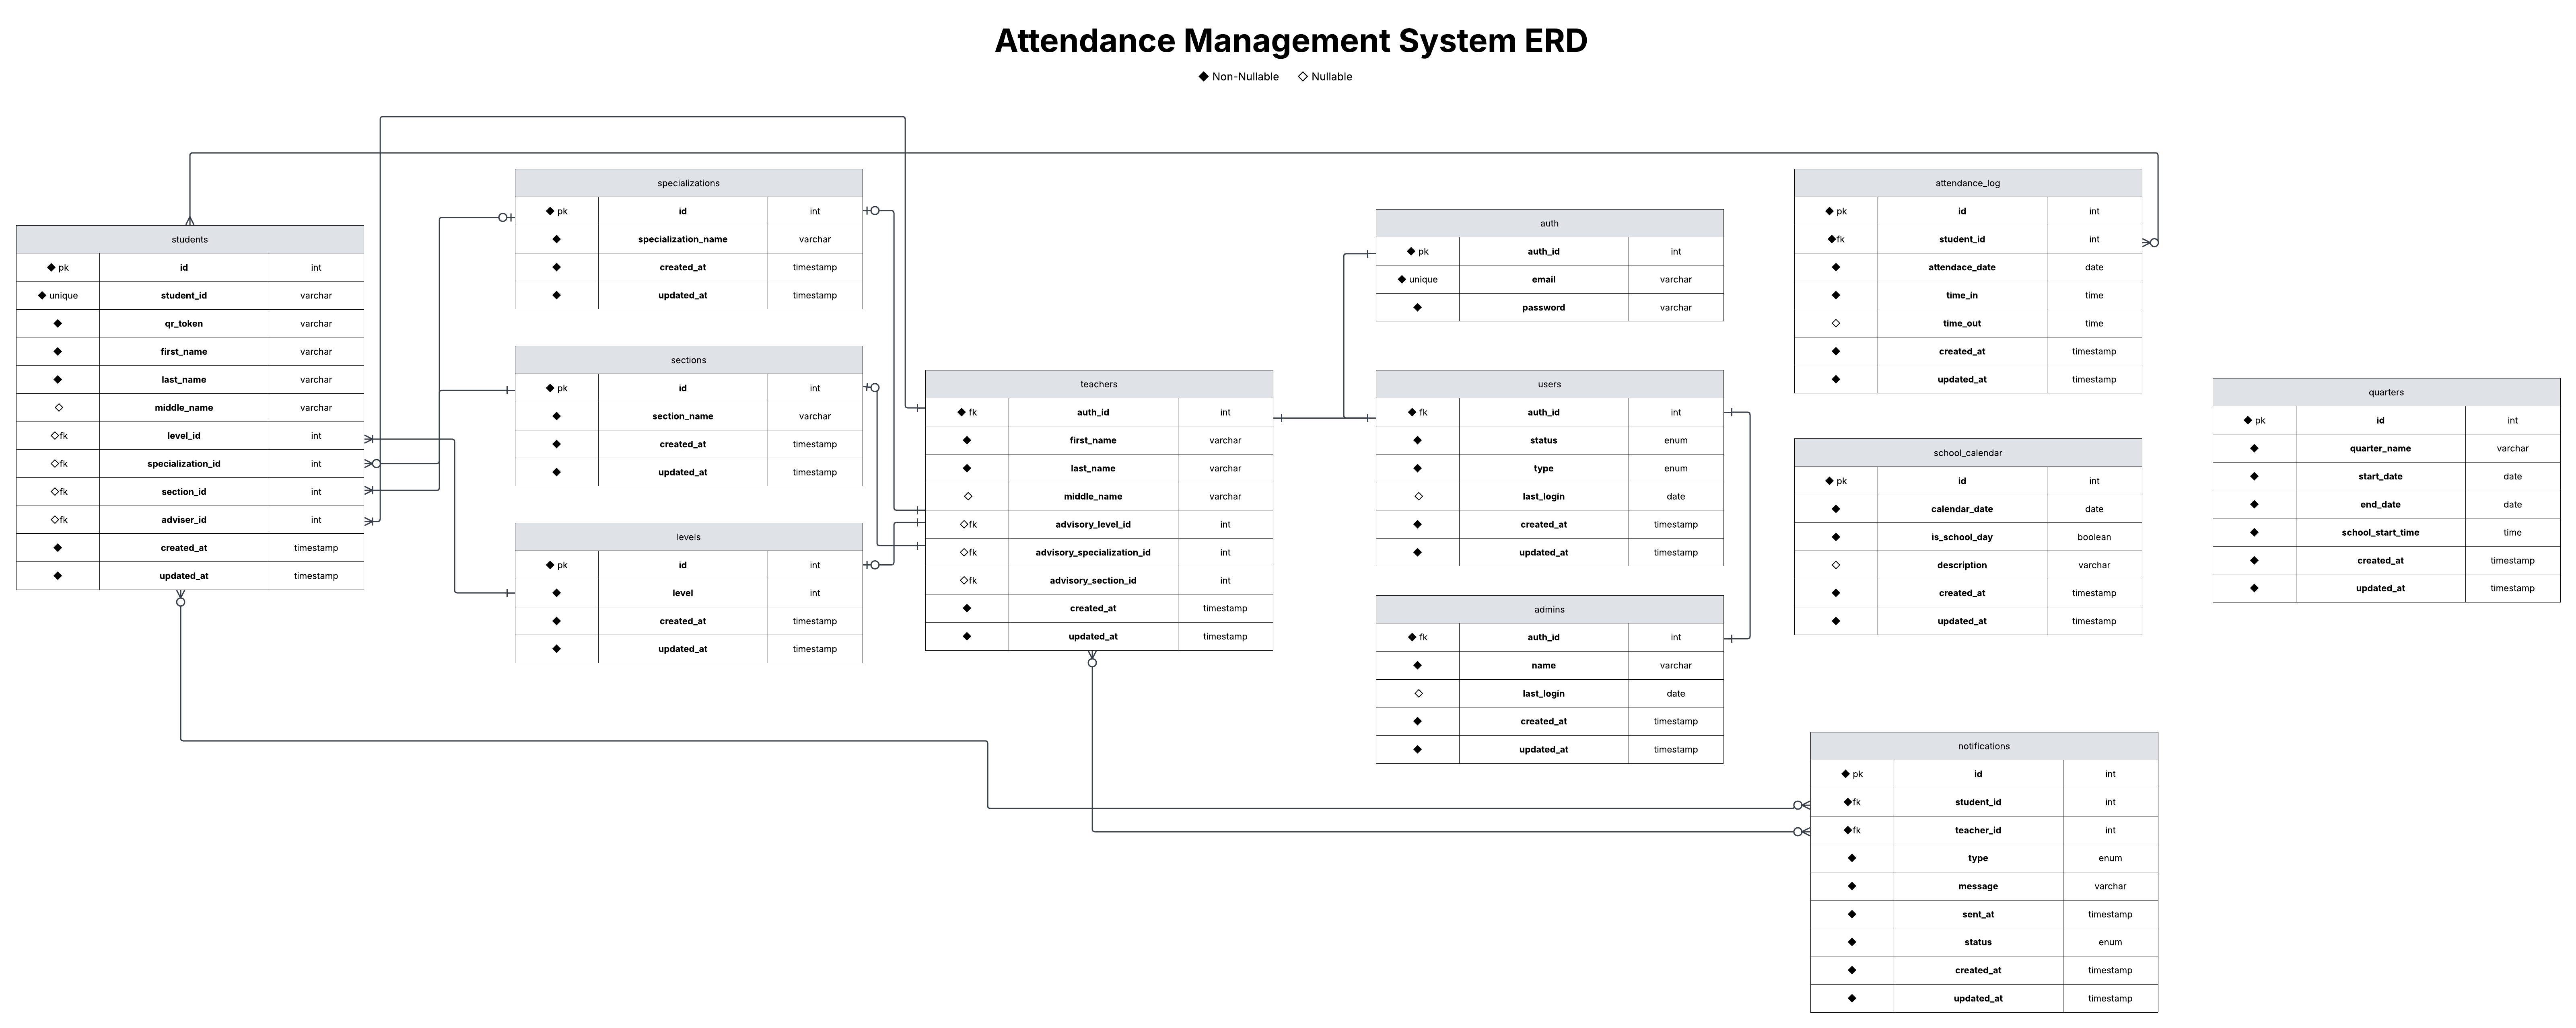 Attendance Management System ERD
Non-Nullable Nullable
students
pk id int
unique student_id varchar
qr_token varchar
first_name varchar
last_name varchar
middle_name varchar
fk level_id int
fk specialization_id int
fk section_id int
fk adviser_id int
created_at timestamp
updated_at timestamp
specializations
pk id int
specialization_name varchar
created_at timestamp
updated_at timestamp
sections
pk id int
section_name varchar
created_at timestamp
updated_at timestamp
levels
pk id int
level int
created_at timestamp
updated_at timestamp
teachers
fk auth_id int
first_name varchar
last_name varchar
middle_name varchar
fk advisory_level_id int
fk advisory_specialization_id int
fk advisory_section_id int
created_at timestamp
updated_at timestamp
auth
pk auth_id int
unique email varchar
password varchar
users
fk auth_id int
status enum
type enum
last_login date
created_at timestamp
updated_at timestamp
admins
fk auth_id int
name varchar
last_login date
created_at timestamp
updated_at timestamp
attendance_log
pk id int
fk student_id int
attendace_date date
time_in time
time_out time
created_at timestamp
updated_at timestamp
school_calendar
pk id int
calendar_date date
is_school_day boolean
description varchar
created_at timestamp
updated_at timestamp
notifications
pk id int
fk student_id int
fk teacher_id int
type enum
message varchar
sent_at timestamp
status enum
created_at timestamp
updated_at timestamp
quarters
pk id int
quarter_name varchar
start_date date
end_date date
school_start_time time
created_at timestamp
updated_at timestamp